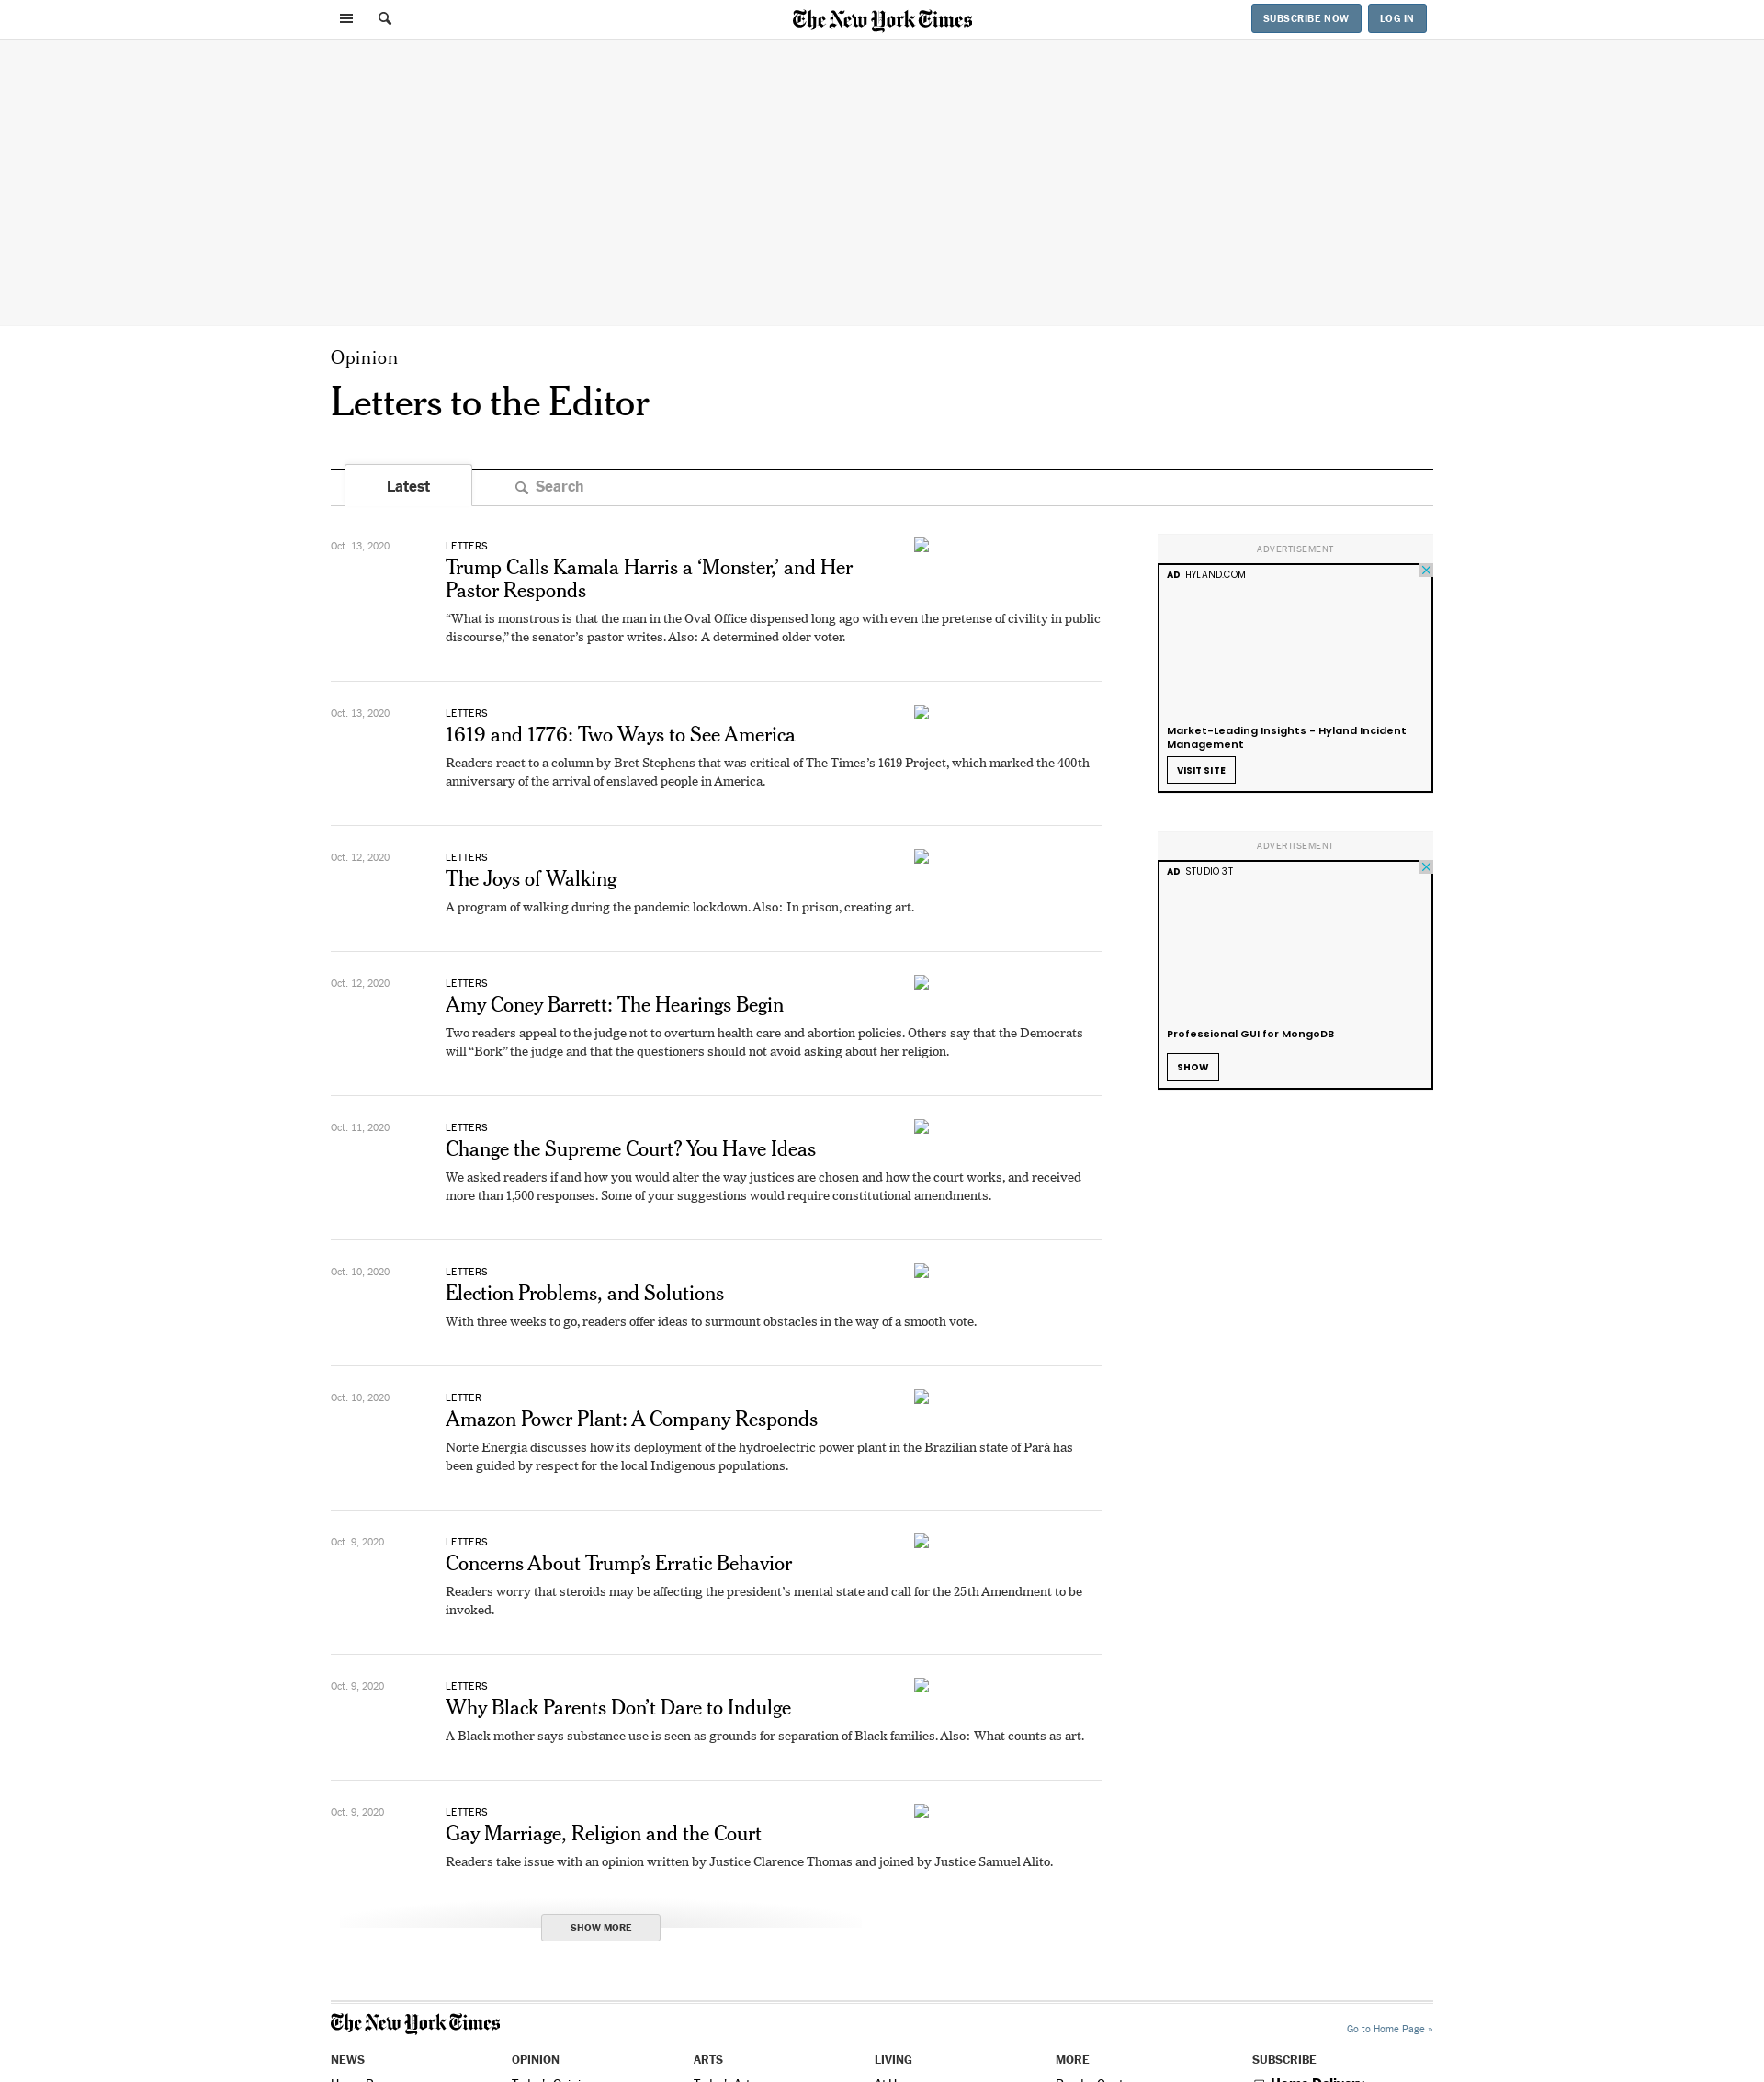 The New York Times
SUBSCRIBE NOW
LOG IN
Opinion
Letters to the Editor
Latest
Search
Oct. 13, 2020
LETTERS
Trump Calls Kamala Harris a ‘Monster,’ and Her
Pastor Responds
“What is monstrous is that the man in the Oval Office dispensed long ago with even the pretense of civility in public
discourse,” the senator’s pastor writes. Also: A determined older voter.
Oct. 13, 2020
LETTERS
1619 and 1776: Two Ways to See America
Readers react to a column by Bret Stephens that was critical of The Times’s 1619 Project, which marked the 400th
anniversary of the arrival of enslaved people in America.
Oct. 12, 2020
LETTERS
The Joys of Walking
A program of walking during the pandemic lockdown. Also: In prison, creating art.
Oct. 12, 2020
LETTERS
Amy Coney Barrett: The Hearings Begin
Two readers appeal to the judge not to overturn health care and abortion policies. Others say that the Democrats
will “Bork” the judge and that the questioners should not avoid asking about her religion.
Oct. 11, 2020
LETTERS
Change the Supreme Court? You Have Ideas
We asked readers if and how you would alter the way justices are chosen and how the court works, and received
more than 1,500 responses. Some of your suggestions would require constitutional amendments.
Oct. 10, 2020
LETTERS
Election Problems, and Solutions
With three weeks to go, readers offer ideas to surmount obstacles in the way of a smooth vote.
Oct. 10, 2020
LETTER
Amazon Power Plant: A Company Responds
Norte Energia discusses how its deployment of the hydroelectric power plant in the Brazilian state of Pará has
been guided by respect for the local Indigenous populations.
Oct. 9, 2020
LETTERS
Concerns About Trump’s Erratic Behavior
Readers worry that steroids may be affecting the president’s mental state and call for the 25th Amendment to be
invoked.
Oct. 9, 2020
LETTERS
Why Black Parents Don’t Dare to Indulge
A Black mother says substance use is seen as grounds for separation of Black families. Also: What counts as art.
Oct. 9, 2020
LETTERS
Gay Marriage, Religion and the Court
Readers take issue with an opinion written by Justice Clarence Thomas and joined by Justice Samuel Alito.
SHOW MORE
ADVERTISEMENT
AD HYLAND.COM
Market-Leading Insights - Hyland Incident
Management
VISIT SITE
ADVERTISEMENT
AD STUDIO 3T
Professional GUI for MongoDB
SHOW
The New York Times
Go to Home Page »
NEWS
OPINION
ARTS
LIVING
MORE
SUBSCRIBE